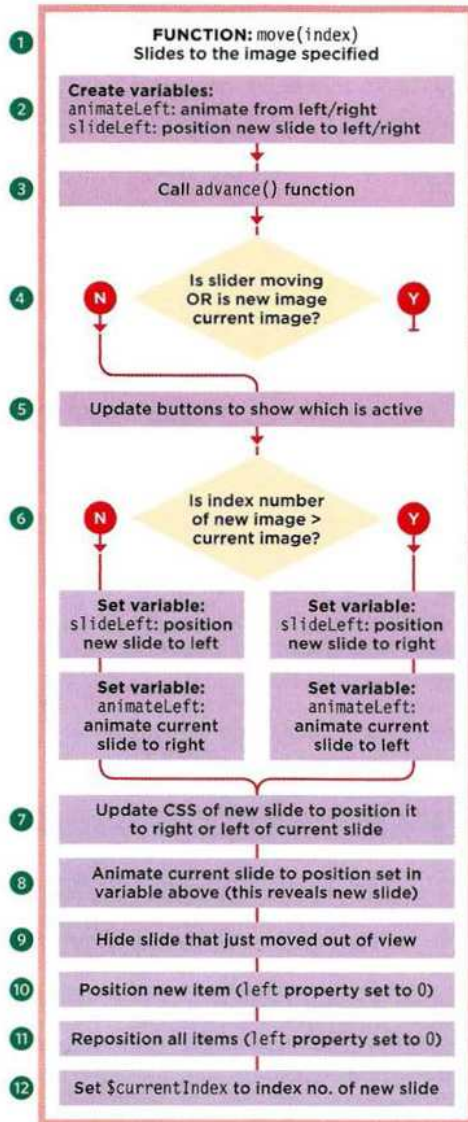 1
FUNCTION: move(index)
Slides to the image specified
2
Create variables:
animateLeft: animate from left/right
slideLeft: position new slide to left/right
3
Call advance() function
4
N
Is slider moving
OR is new image
current image?
Y
5
Update buttons to show which is active
6
N
Is index number
of new image >
current image?
Y
Set variable:
slideLeft: position
new slide to left
Set variable:
slideLeft: position
new slide to right
Set variable:
animateLeft:
animate current
slide to right
Set variable:
animateLeft:
animate current
slide to left
7
Update CSS of new slide to position it
to right or left of current slide
8
Animate current slide to position set in
variable above (this reveals new slide)
9
Hide slide that just moved out of view
10
Position new item (left property set to 0)
11
Reposition all items (left property set to 0)
12
Set $currentIndex to index no. of new slide